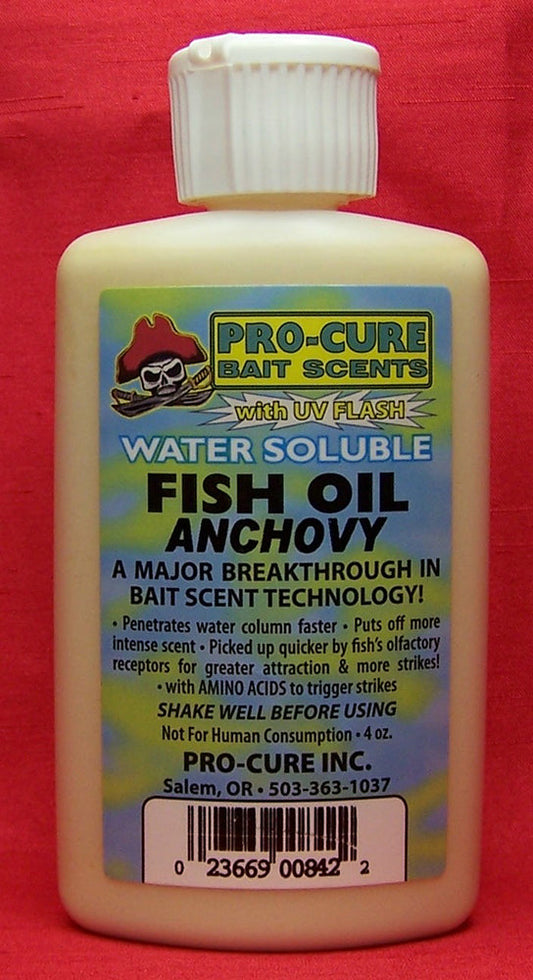 PRO-CURE
BAIT SCENTS
with UV FLASH
WATER SOLUBLE
FISH OIL
ANCHOVY
A MAJOR BREAKTHROUGH IN
BAIT SCENT TECHNOLOGY!
• Penetrates water column faster • Puts off more
intense scent • Picked up quicker by fish's olfactory
receptors for greater attraction & more strikes!
• with AMINO ACIDS to trigger strikes
SHAKE WELL BEFORE USING
Not For Human Consumption • 4 oz.
PRO-CURE INC.
Salem, OR • 503-363-1037
0 23669 00842 2